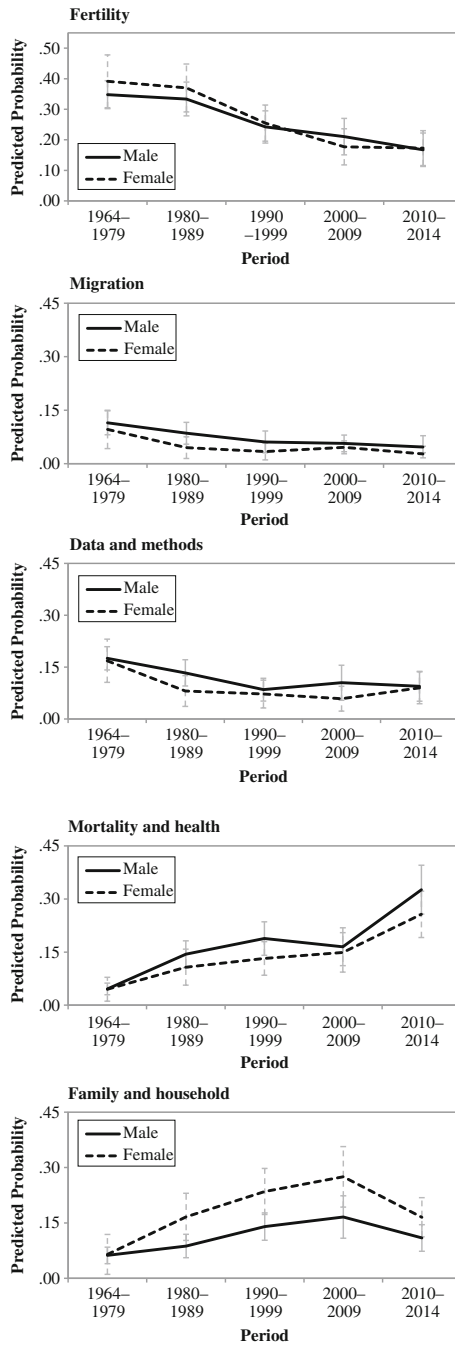 Fertility
Predicted Probability
.50
.40
.30
.20
.10
.00
Male
Female
1964–
1979
1980–
1989
1990
–1999
2000–
2009
2010–
2014
Period
Migration
Predicted Probability
.45
.30
.15
.00
Male
Female
1964–
1979
1980–
1989
1990–
1999
2000–
2009
2010–
2014
Period
Data and methods
Predicted Probability
.45
.30
.15
.00
Male
Female
1964–
1979
1980–
1989
1990–
1999
2000–
2009
2010–
2014
Period
Mortality and health
Predicted Probability
.45
.30
.15
.00
Male
Female
1964–
1979
1980–
1989
1990–
1999
2000–
2009
2010–
2014
Period
Family and household
Predicted Probability
.45
.30
.15
.00
Male
Female
1964–
1979
1980–
1989
1990–
1999
2000–
2009
2010–
2014
Period